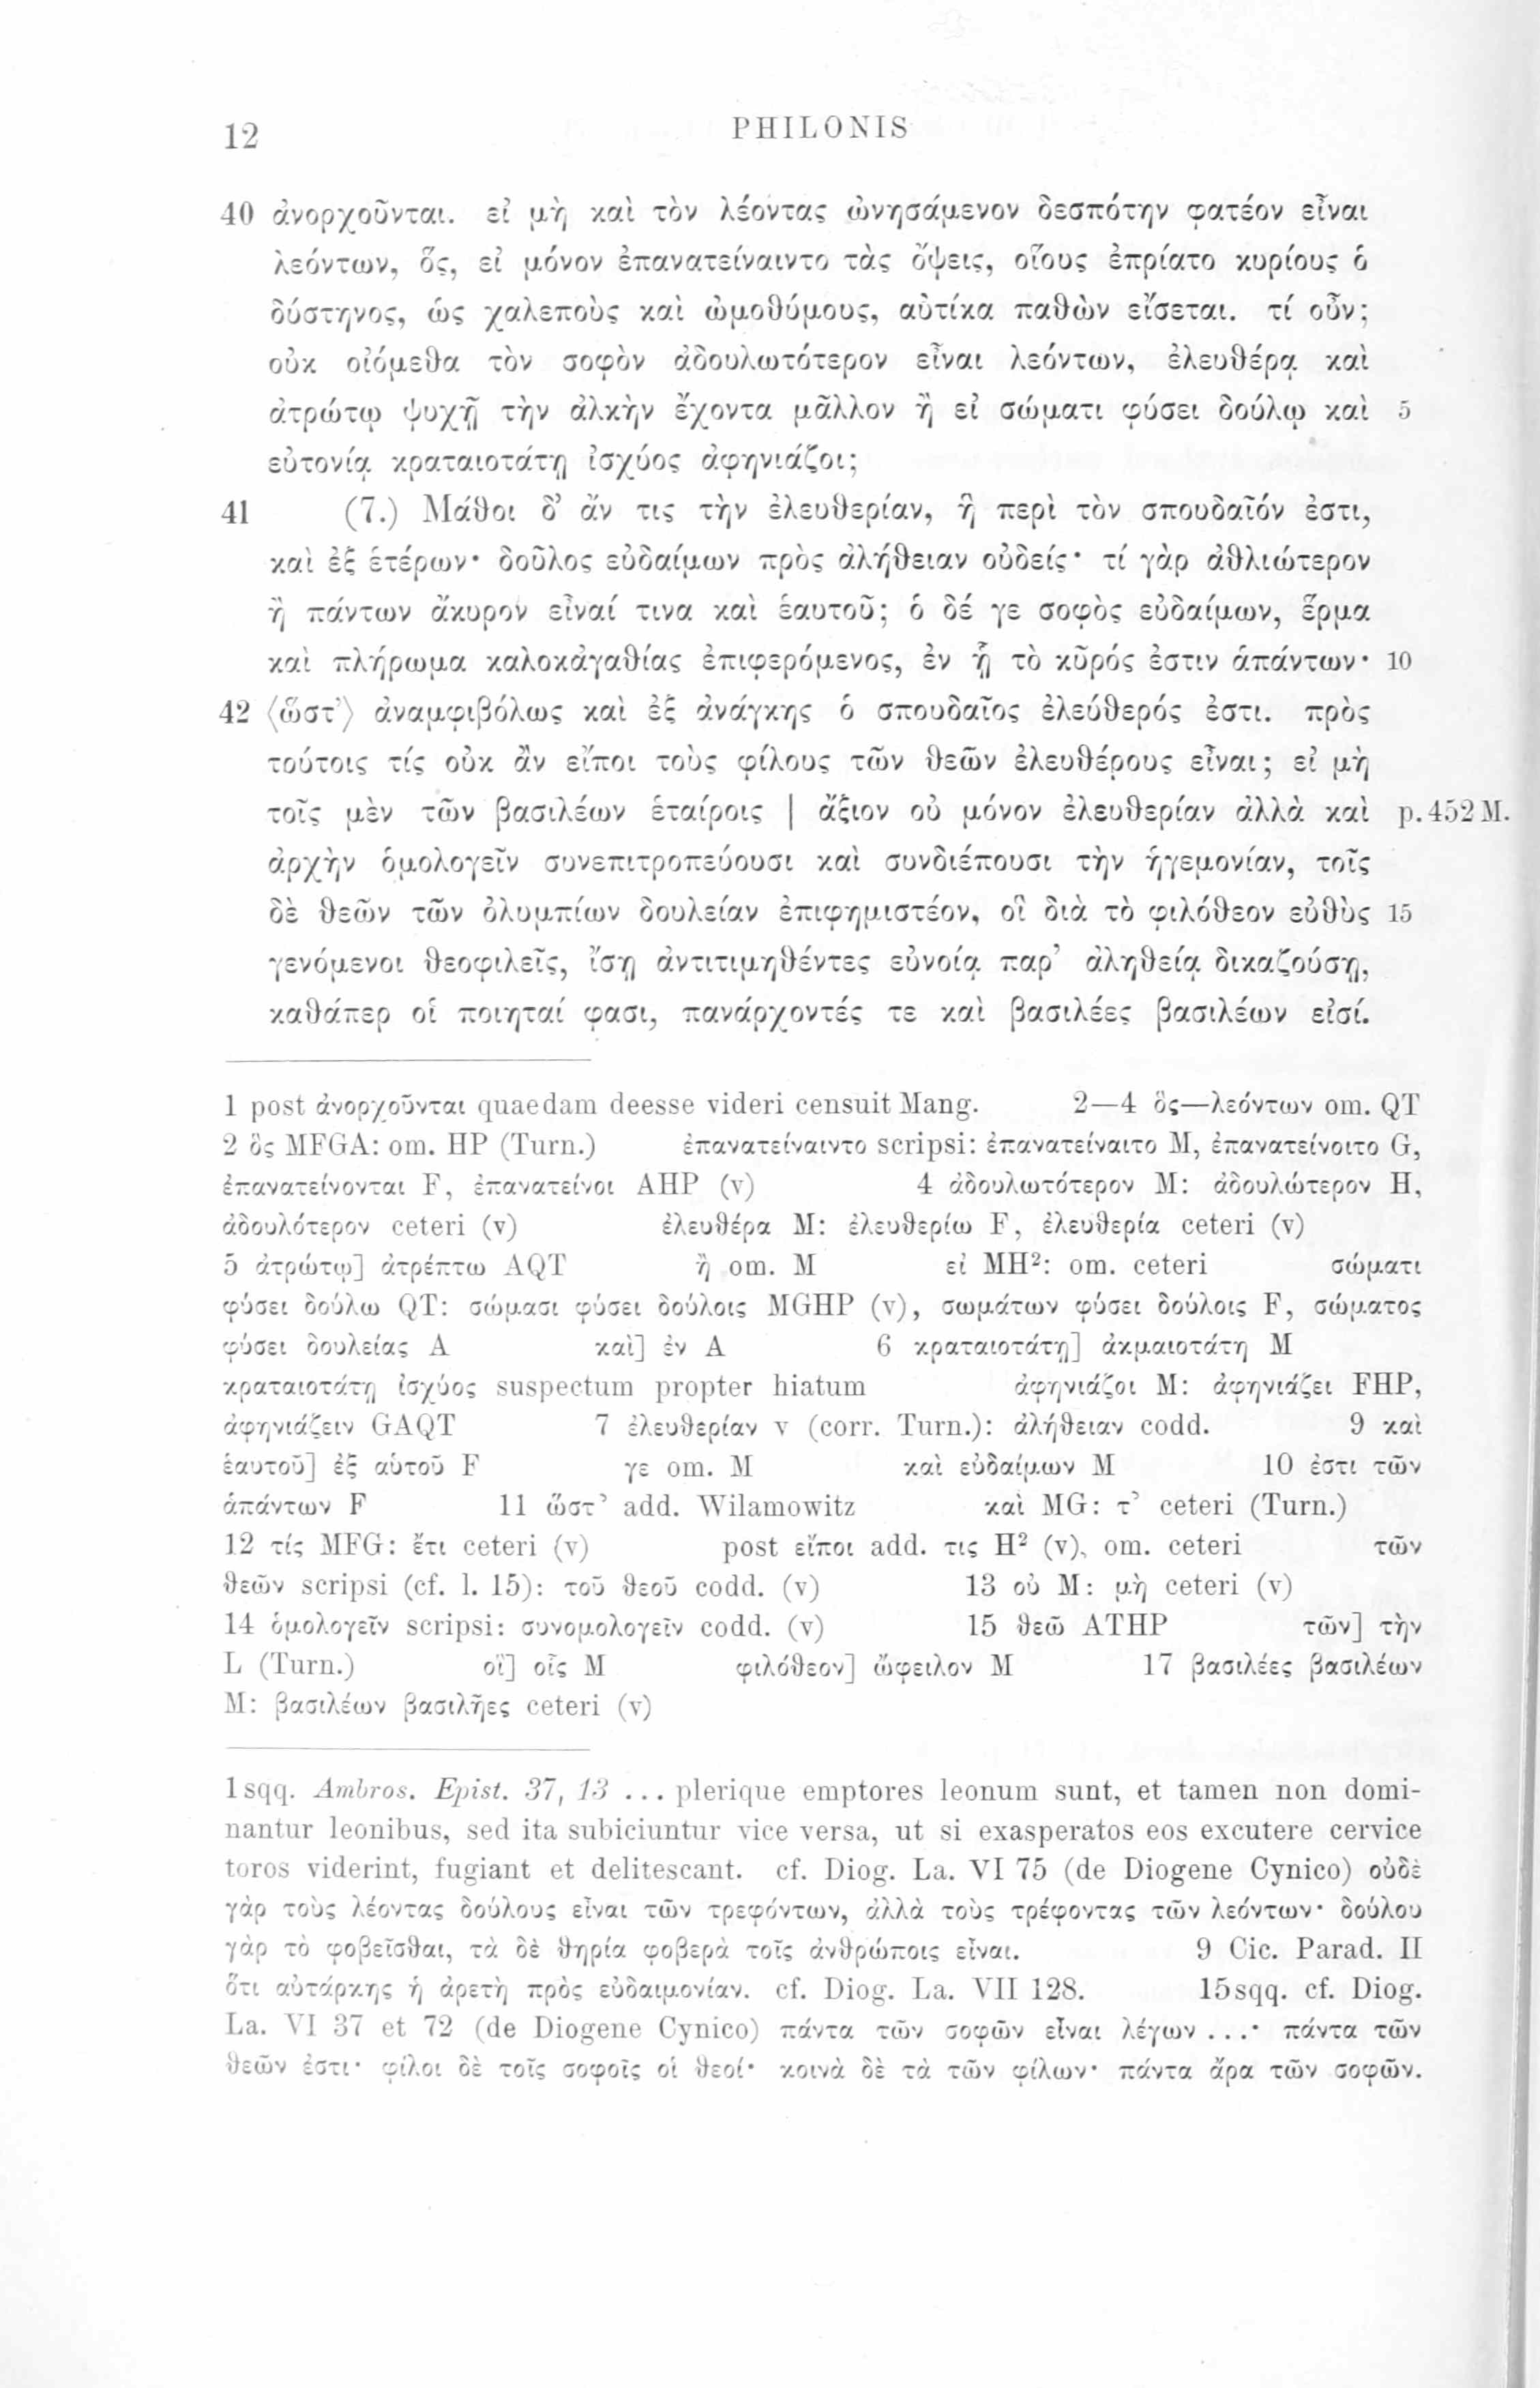 12 PHILONIS
40 ἀνορχοῦνται. εἰ μὴ καὶ τὸν λέοντας ὠνησάμενον δεσπότην φατέον εἶναι
λεόντων, ὅς, εἰ μόνον ἐπανατείναιντο τὰς ὄψεις, οἵους ἐπρίατο κυρίους ὁ
δύστηνος, ὡς χαλεποὺς καὶ ὠμοθύμους, αὐτίκα παθὼν εἴσεται. τί οὖν;
οὐκ οἰόμεθα τὸν σοφὸν ἀδουλωτότερον εἶναι λεόντων, ἐλευθέρᾳ καὶ
ἀτρώτῳ ψυχῇ τὴν ἀλκὴν ἔχοντα μᾶλλον ἢ εἰ σώματι φύσει δούλῳ καὶ 5
εὐτονίᾳ κραταιοτάτῃ ἰσχύος ἀφηνιάζοι;
41 (7.) Μάθοι δ’ ἄν τις τὴν ἐλευθερίαν, ἣ περὶ τὸν σπουδαῖόν ἐστι,
καὶ ἐξ ἑτέρων· δοῦλος εὐδαίμων πρὸς ἀλήθειαν οὐδείς· τί γὰρ ἀθλιώτερον
ἢ πάντων ἄκυρον εἶναί τινα καὶ ἑαυτοῦ; ὁ δέ γε σοφὸς εὐδαίμων, ἕρμα
καὶ πλήρωμα καλοκἀγαθίας ἐπιφερόμενος, ἐν ᾗ τὸ κῦρός ἐστιν ἁπάντων· 10
42 ⟨ὥστ’⟩ ἀναμφιβόλως καὶ ἐξ ἀνάγκης ὁ σπουδαῖος ἐλεύθερός ἐστι. πρὸς
τούτοις τίς οὐκ ἂν εἴποι τοὺς φίλους τῶν θεῶν ἐλευθέρους εἶναι; εἰ μὴ
τοῖς μὲν τῶν βασιλέων ἑταίροις | ἄξιον οὐ μόνον ἐλευθερίαν ἀλλὰ καὶ p. 452 M.
ἀρχὴν ὁμολογεῖν συνεπιτροπεύουσι καὶ συνδιέπουσι τὴν ἡγεμονίαν, τοῖς
δὲ θεῶν τῶν ὀλυμπίων δουλείαν ἐπιφημιστέον, οἳ διὰ τὸ φιλόθεον εὐθὺς 15
γενόμενοι θεοφιλεῖς, ἴσῃ ἀντιτιμηθέντες εὐνοίᾳ παρ’ ἀληθείᾳ δικαζούσῃ,
καθάπερ οἱ ποιηταί φασι, πανάρχοντές τε καὶ βασιλέες βασιλέων εἰσί.
1 post ἀνορχοῦνται quaedam deesse videri censuit Mang. 2—4 ὃς—λεόντων om. QT
2 ὃς MFGA: om. HP (Turn.) ἐπανατείναιντο scripsi: ἐπανατείναιτο M, ἐπανατείνοιτο G,
ἐπανατείνονται F, ἐπανατείνοι AHP (v) 4 ἀδουλωτότερον M: ἀδουλώτερον H,
ἀδουλότερον ceteri (v) ἐλευθέρα M: ἐλευθερίω F, ἐλευθερία ceteri (v)
5 ἀτρώτῳ] ἀτρέπτω AQT ἢ om. M εἰ MH²: om. ceteri σώματι
φύσει δούλω QT: σώμασι φύσει δούλοις MGHP (v), σωμάτων φύσει δούλοις F, σώματος
φύσει δουλείας A καὶ] ἐν A 6 κραταιοτάτῃ] ἀκμαιοτάτη M
κραταιοτάτῃ ἰσχύος suspectum propter hiatum ἀφηνιάζοι M: ἀφηνιάζει FHP,
ἀφηνιάζειν GAQT 7 ἐλευθερίαν v (corr. Turn.): ἀλήθειαν codd. 9 καὶ
ἑαυτοῦ] ἐξ αὑτοῦ F γε om. M καὶ εὐδαίμων M 10 ἐστι τῶν
ἁπάντων F 11 ὥστ’ add. Wilamowitz καὶ MG: τ’ ceteri (Turn.)
12 τίς MFG: ἔτι ceteri (v) post εἴποι add. τις H² (v), om. ceteri τῶν
θεῶν scripsi (cf. l. 15): τοῦ θεοῦ codd. (v) 13 οὐ M: μὴ ceteri (v)
14 ὁμολογεῖν scripsi: συνομολογεῖν codd. (v) 15 θεῶ ATHP τῶν] τὴν
L (Turn.) οἳ] οἷς M φιλόθεον] ὤφειλον M 17 βασιλέες βασιλέων
M: βασιλέων βασιλῆες ceteri (v)
1 sqq. Ambros. Epist. 37, 13 ... plerique emptores leonum sunt, et tamen non domi-
nantur leonibus, sed ita subiciuntur vice versa, ut si exasperatos eos excutere cervice
toros viderint, fugiant et delitescant. cf. Diog. La. VI 75 (de Diogene Cynico) οὐδὲ
γὰρ τοὺς λέοντας δούλους εἶναι τῶν τρεφόντων, ἀλλὰ τοὺς τρέφοντας τῶν λεόντων· δούλου
γὰρ τὸ φοβεῖσθαι, τὰ δὲ θηρία φοβερὰ τοῖς ἀνθρώποις εἶναι. 9 Cic. Parad. II
ὅτι αὐτάρκης ἡ ἀρετὴ πρὸς εὐδαιμονίαν. cf. Diog. La. VII 128. 15 sqq. cf. Diog.
La. VI 37 et 72 (de Diogene Cynico) πάντα τῶν σοφῶν εἶναι λέγων ...· πάντα τῶν
θεῶν ἐστι· φίλοι δὲ τοῖς σοφοῖς οἱ θεοί· κοινὰ δὲ τὰ τῶν φίλων· πάντα ἄρα τῶν σοφῶν.